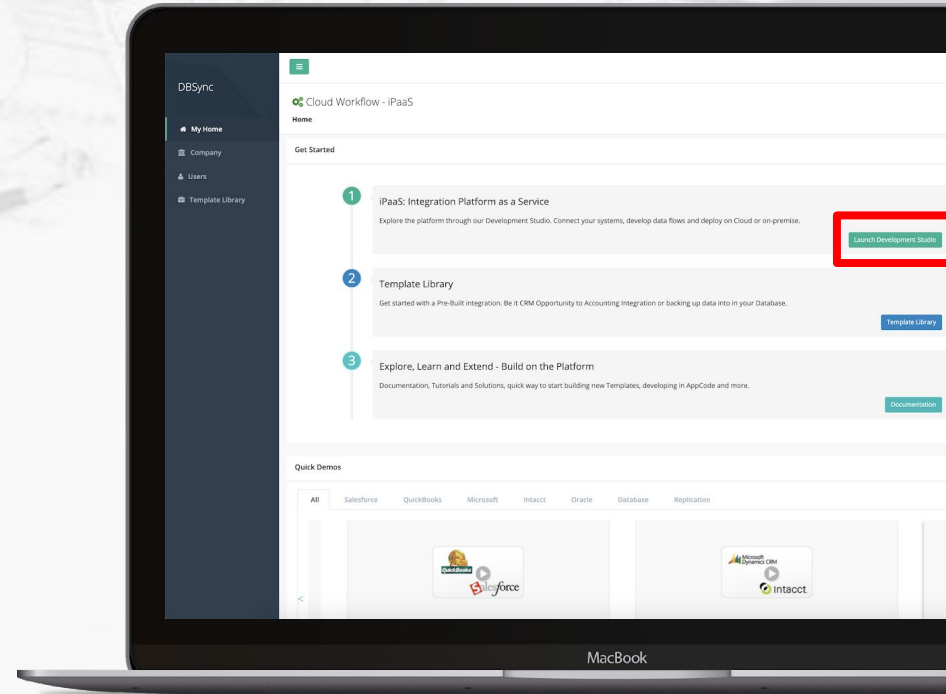 DBSync
My Home
Company
Users
Template Library
Cloud Workflow - iPaaS
Home
Get Started
1
iPaaS: Integration Platform as a Service
Explore the platform through our Development Studio. Connect your systems, develop data flows and deploy on Cloud or on-premise.
Launch Development Studio
2
Template Library
Get started with a Pre-Built integration. Be it CRM Opportunity to Accounting Integration or backing up data into in your Database.
Template Library
3
Explore, Learn and Extend - Build on the Platform
Documentation, Tutorials and Solutions, quick way to start building new Templates, developing in AppCode and more.
Documentation
Quick Demos
All Salesforce QuickBooks Microsoft Intacct Oracle Database Replication
<
QuickBooks
Salesforce
Microsoft
Dynamics CRM
Intacct.
MacBook